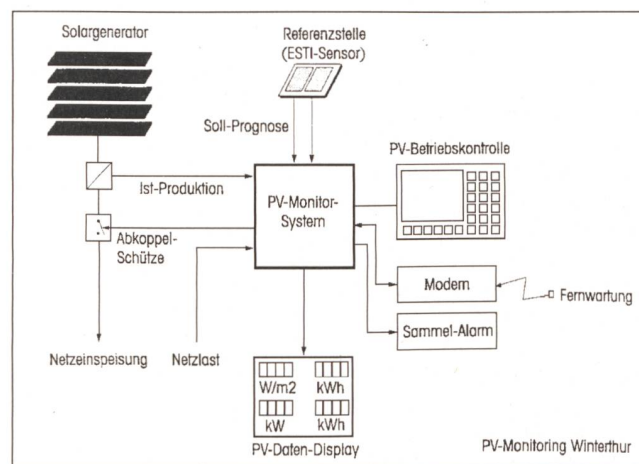 Solargenerator
Referenzstelle
(ESTI-Sensor)
Soll-Prognose
PV-Betriebskontrolle
Ist-Produktion
PV-Monitor-
System
Abkoppel-
Schütze
Modem
Fernwartung
Sammel-Alarm
Netzeinspeisung
Netzlast
W/m2
kWh
kW
kWh
PV-Daten-Display
PV-Monitoring Winterthur